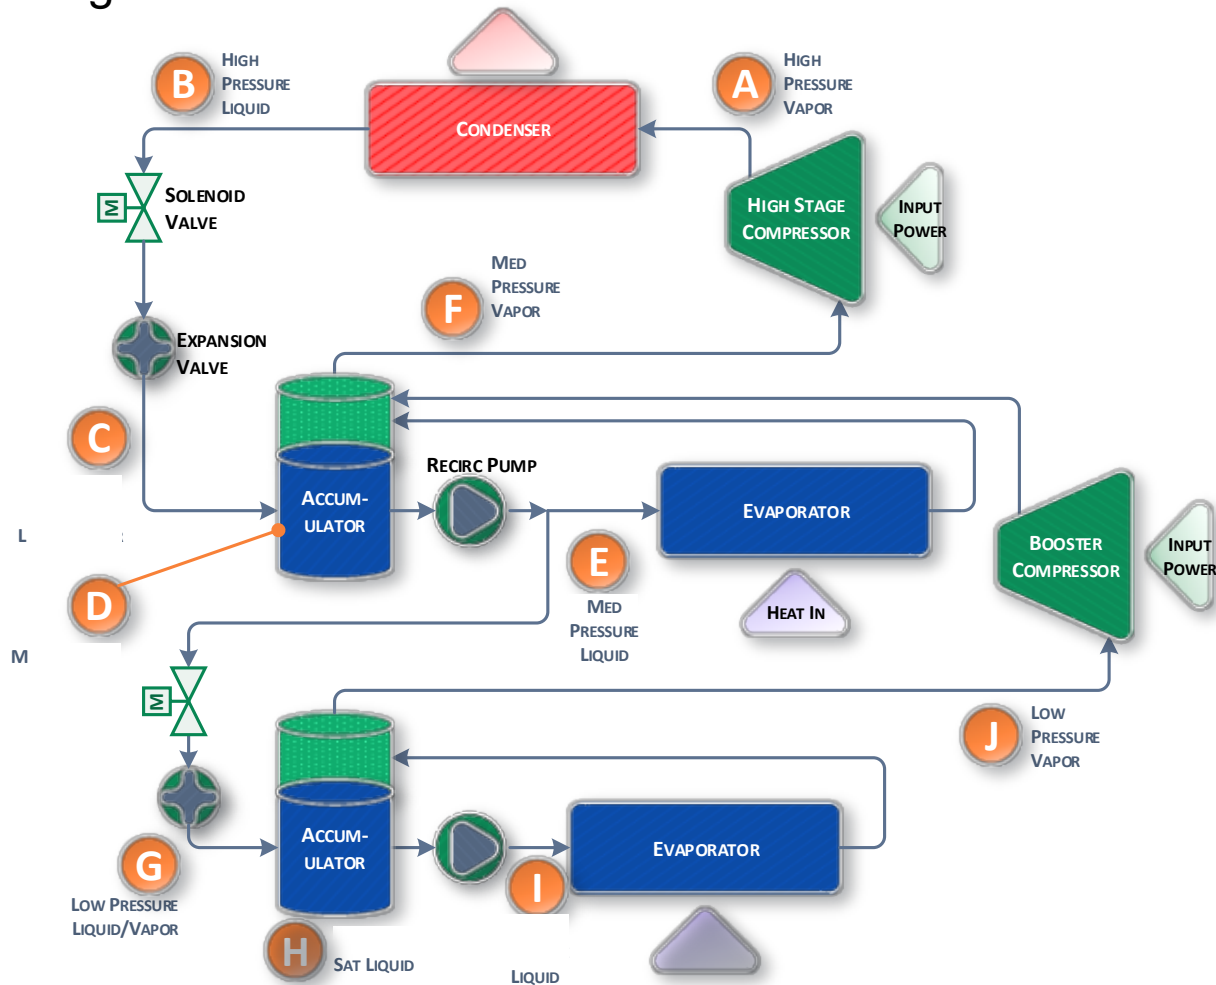 B
HIGH
PRESSURE
LIQUID
A
HIGH
PRESSURE
VAPOR
CONDENSER
SOLENOID
VALVE
M
HIGH STAGE
COMPRESSOR
INPUT
POWER
F
MED
PRESSURE
VAPOR
EXPANSION
VALVE
C
RECIRC PUMP
ACCUM-
ULATOR
EVAPORATOR
L
D
E
MED
PRESSURE
LIQUID
HEAT IN
BOOSTER
COMPRESSOR
INPUT
POWER
M
M
J
LOW
PRESSURE
VAPOR
ACCUM-
ULATOR
EVAPORATOR
G
LOW PRESSURE
LIQUID/VAPOR
I
H
SAT LIQUID
LIQUID